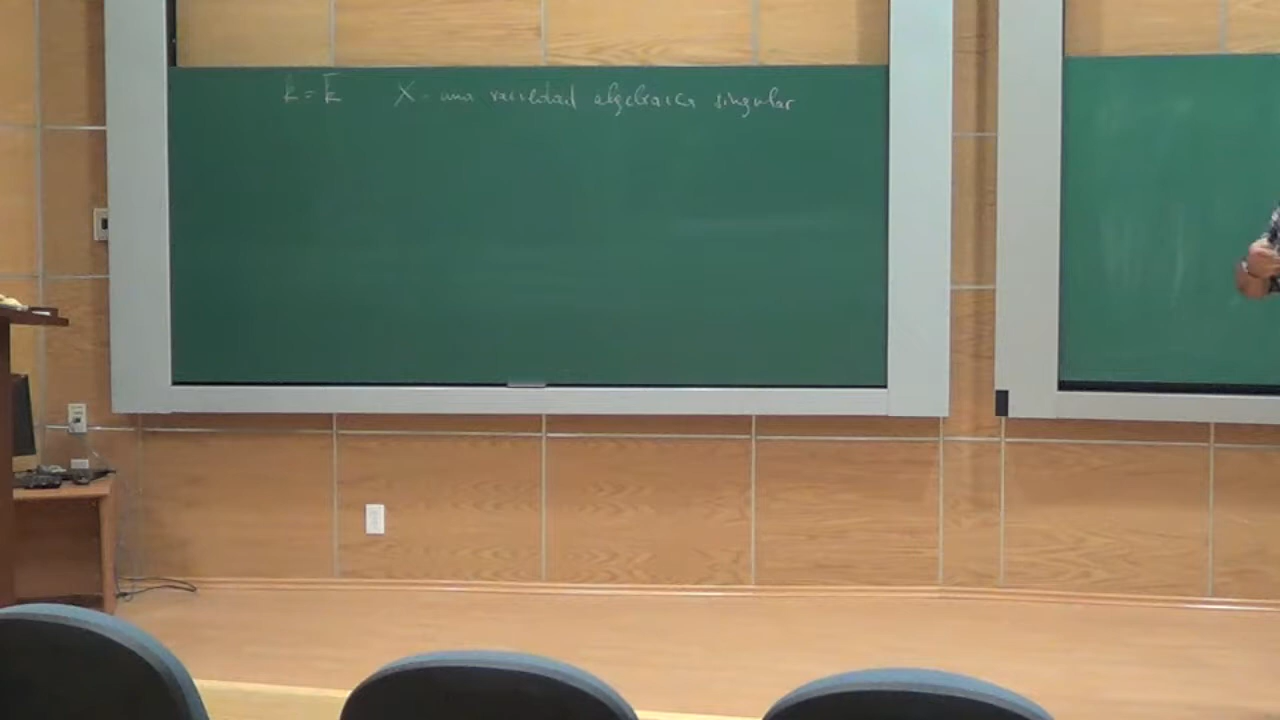 k = k̅ X - una variedad algebraica singular